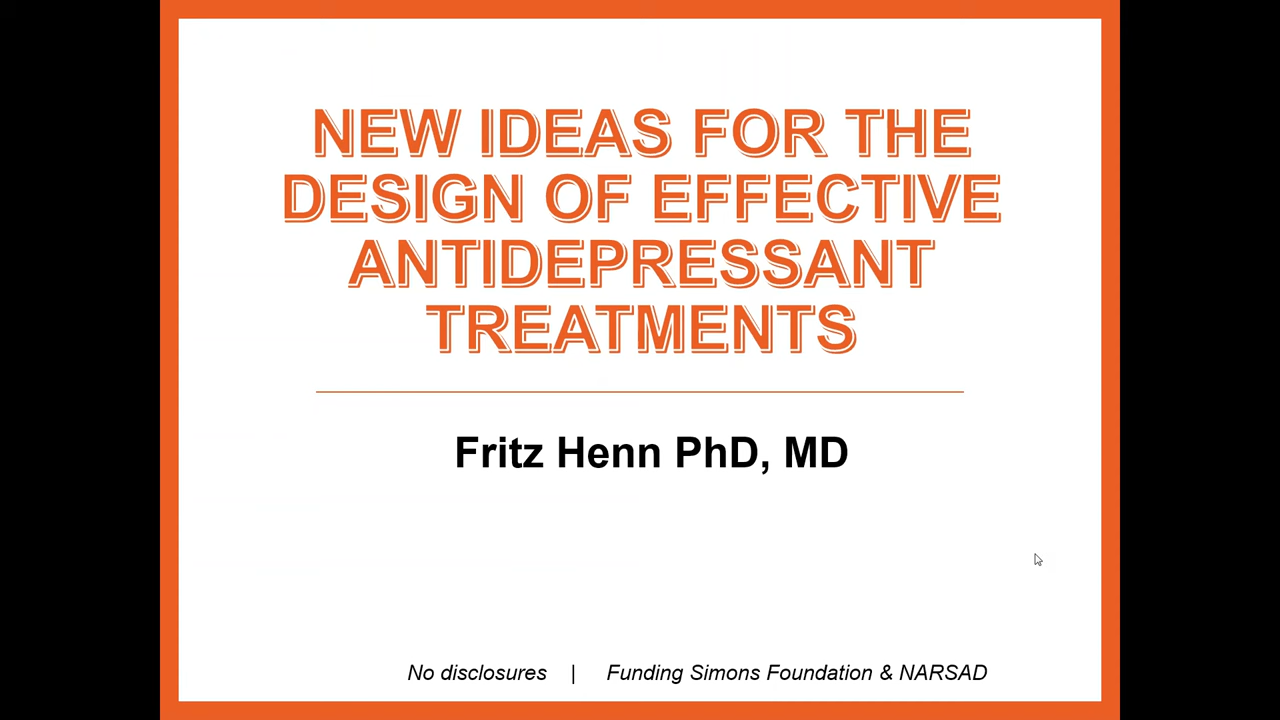 NEW IDEAS FOR THE
DESIGN OF EFFECTIVE
ANTIDEPRESSANT
TREATMENTS
Fritz Henn PhD, MD
No disclosures | Funding Simons Foundation & NARSAD